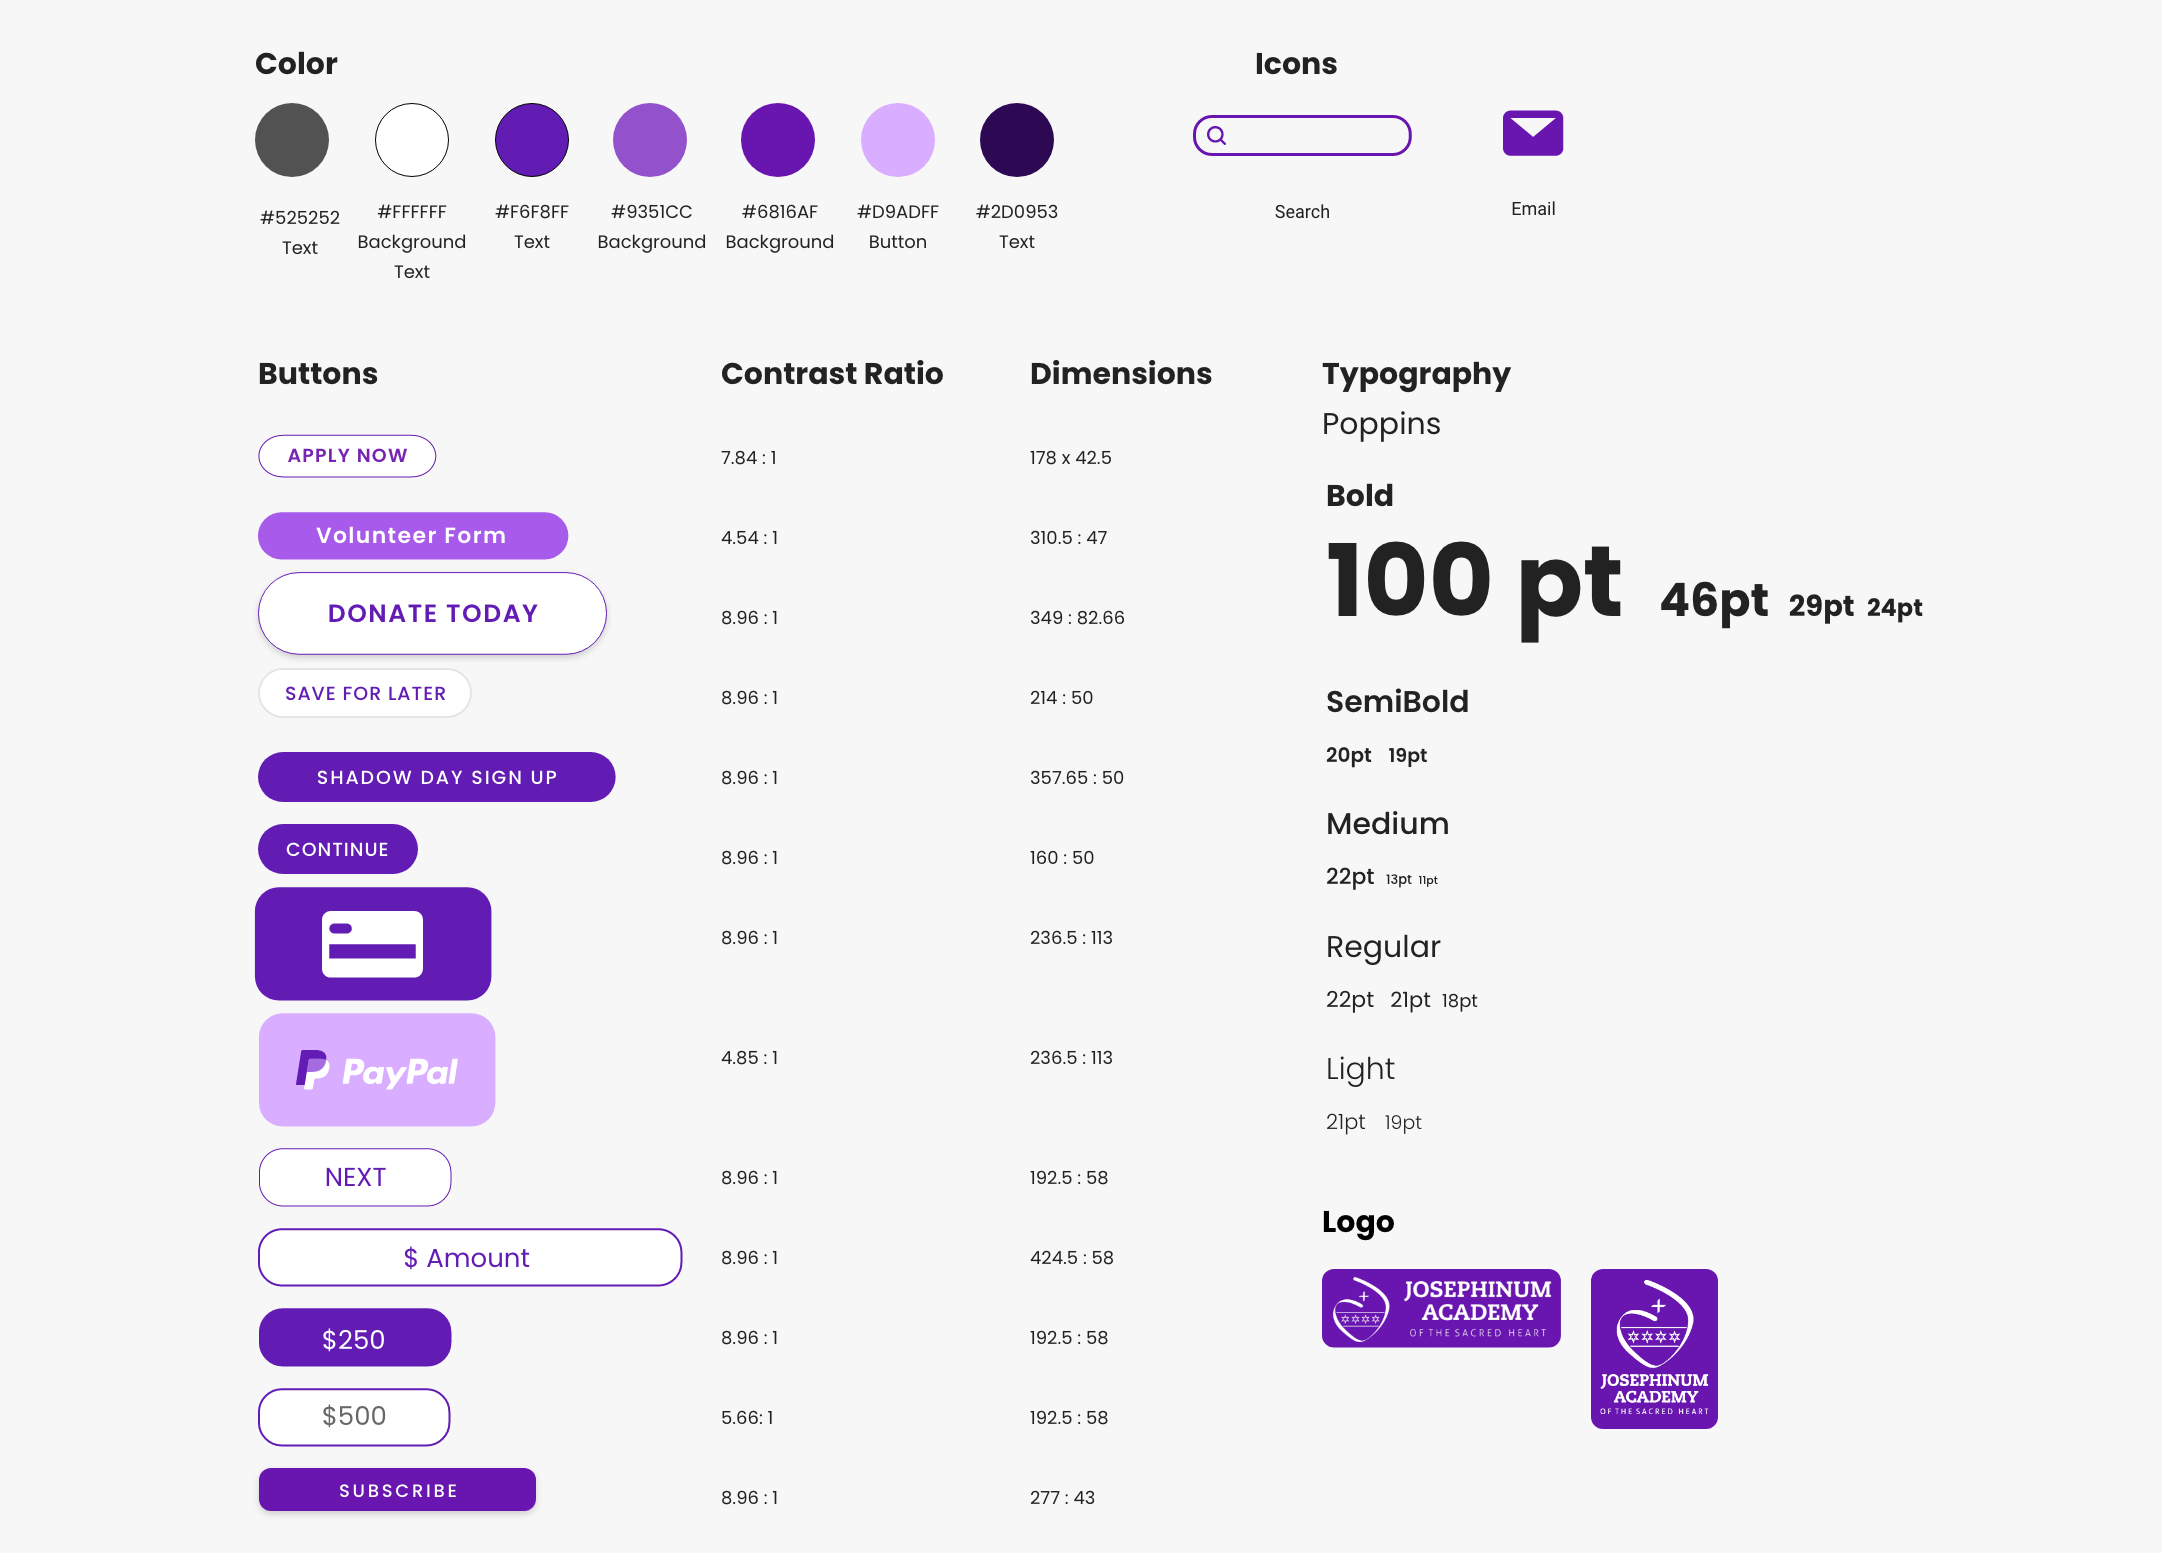 Color
#525252
Text
#FFFFFF
Background
Text
#F6F8FF
Text
#9351CC
Background
#6816AF
Background
#D9ADFF
Button
#2D0953
Text
Icons
Search
Email
Buttons
Contrast Ratio
Dimensions
APPLY NOW
7.84 : 1
178 x 42.5
Volunteer Form
4.54 : 1
310.5 : 47
DONATE TODAY
8.96 : 1
349 : 82.66
SAVE FOR LATER
8.96 : 1
214 : 50
SHADOW DAY SIGN UP
8.96 : 1
357.65 : 50
CONTINUE
8.96 : 1
160 : 50
8.96 : 1
236.5 : 113
PayPal
4.85 : 1
236.5 : 113
NEXT
8.96 : 1
192.5 : 58
$ Amount
8.96 : 1
424.5 : 58
$250
8.96 : 1
192.5 : 58
$500
5.66: 1
192.5 : 58
SUBSCRIBE
8.96 : 1
277 : 43
Typography
Poppins
Bold
100 pt 46pt 29pt 24pt
SemiBold
20pt 19pt
Medium
22pt 13pt 11pt
Regular
22pt 21pt 18pt
Light
21pt 19pt
Logo
JOSEPHINUM
ACADEMY
OF THE SACRED HEART
JOSEPHINUM
ACADEMY
OF THE SACRED HEART